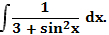 ∫ 1/(3 + sin²x) dx.